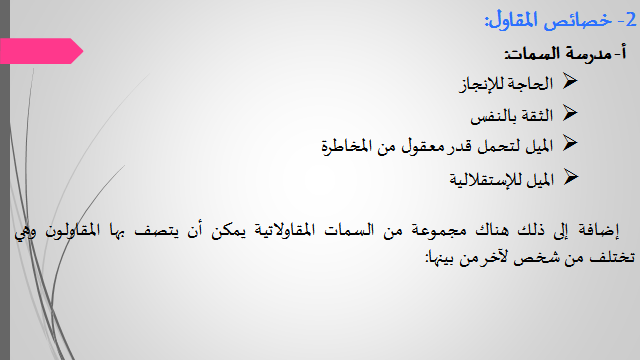 2- خصائص المقاول:
أ- مدرسة السمات:
الحاجة للإنجاز
الثقة بالنفس
الميل لتحمل قدر معقول من المخاطرة
الميل للإستقلالية
إضافة إلى ذلك هناك مجموعة من السمات المقاولاتية يمكن أن يتصف بها المقاولون وهي
تختلف من شخص لآخر من بينها: